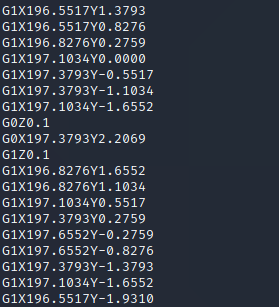 G1X196.5517Y1.3793
G1X196.5517Y0.8276
G1X196.8276Y0.2759
G1X197.1034Y0.0000
G1X197.3793Y-0.5517
G1X197.3793Y-1.1034
G1X197.1034Y-1.6552
G0Z0.1
G0X197.3793Y2.2069
G1Z0.1
G1X196.8276Y1.6552
G1X196.8276Y1.1034
G1X197.1034Y0.5517
G1X197.3793Y0.2759
G1X197.6552Y-0.2759
G1X197.6552Y-0.8276
G1X197.3793Y-1.3793
G1X197.1034Y-1.6552
G1X196.5517Y-1.9310